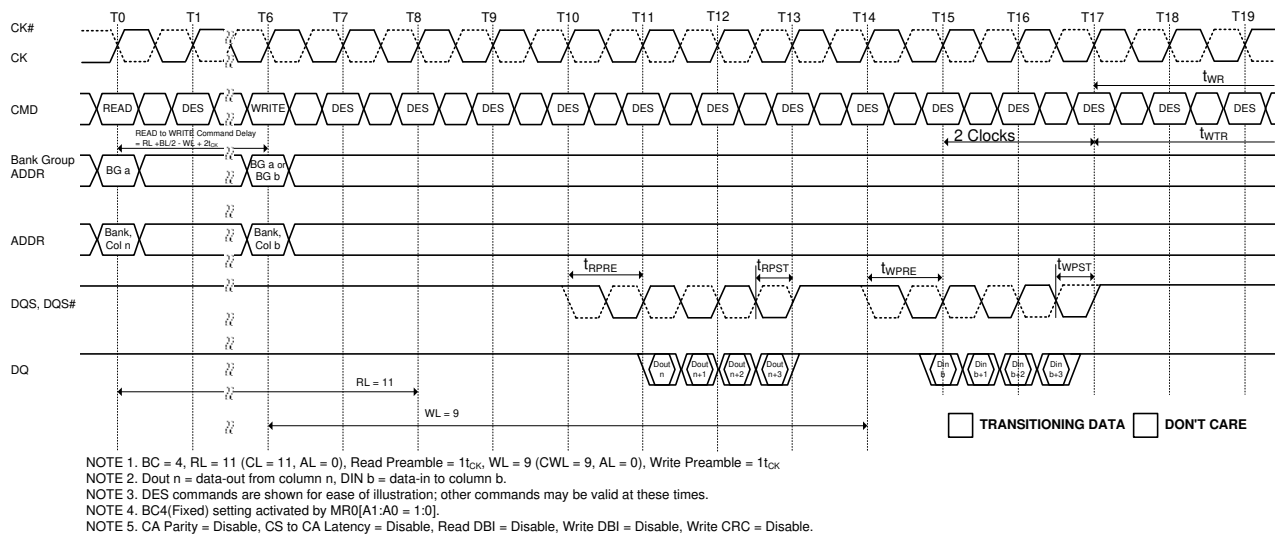 T0 T1 T6 T7 T8 T9 T10 T11 T12 T13 T14 T15 T16 T17 T18 T19
CK#
CK
tWR
CMD READ DES WRITE DES DES DES DES DES DES DES DES DES DES DES DES DES
READ to WRITE Command Delay
= RL +BL/2 - WL + 2tCK
2 Clocks
tWTR
Bank Group
ADDR
BG a
BG a or
BG b
ADDR
Bank,
Col n
Bank,
Col b
tRPRE tRPST tWPRE tWPST
DQS, DQS#
DQ
Dout
n
Dout
n+1
Dout
n+2
Dout
n+3
Din
b
Din
b+1
Din
b+2
Din
b+3
RL = 11
WL = 9
TRANSITIONING DATA DON'T CARE
NOTE 1. BC = 4, RL = 11 (CL = 11, AL = 0), Read Preamble = 1tCK, WL = 9 (CWL = 9, AL = 0), Write Preamble = 1tCK
NOTE 2. Dout n = data-out from column n, DIN b = data-in to column b.
NOTE 3. DES commands are shown for ease of illustration; other commands may be valid at these times.
NOTE 4. BC4(Fixed) setting activated by MR0[A1:A0 = 1:0].
NOTE 5. CA Parity = Disable, CS to CA Latency = Disable, Read DBI = Disable, Write DBI = Disable, Write CRC = Disable.